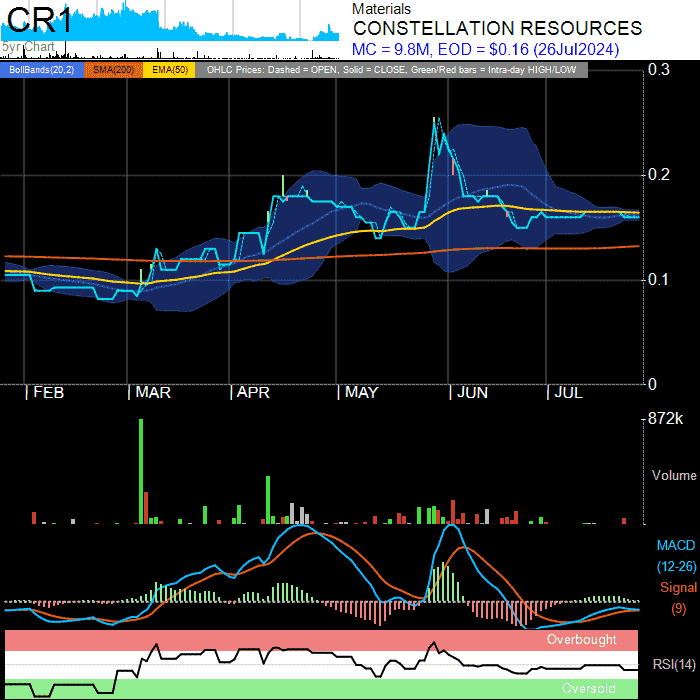 CR1
5yr Chart
Materials
CONSTELLATION RESOURCES
MC = 9.8M, EOD = $0.16 (26Jul2024)
BollBands(20,2) SMA(200) EMA(50) OHLC Prices: Dashed = OPEN, Solid = CLOSE, Green/Red bars = Intra-day HIGH/LOW
0.3
0.2
0.1
0
FEB MAR APR MAY JUN JUL
872k
Volume
MACD
(12-26)
Signal
(9)
Overbought
RSI(14)
Oversold